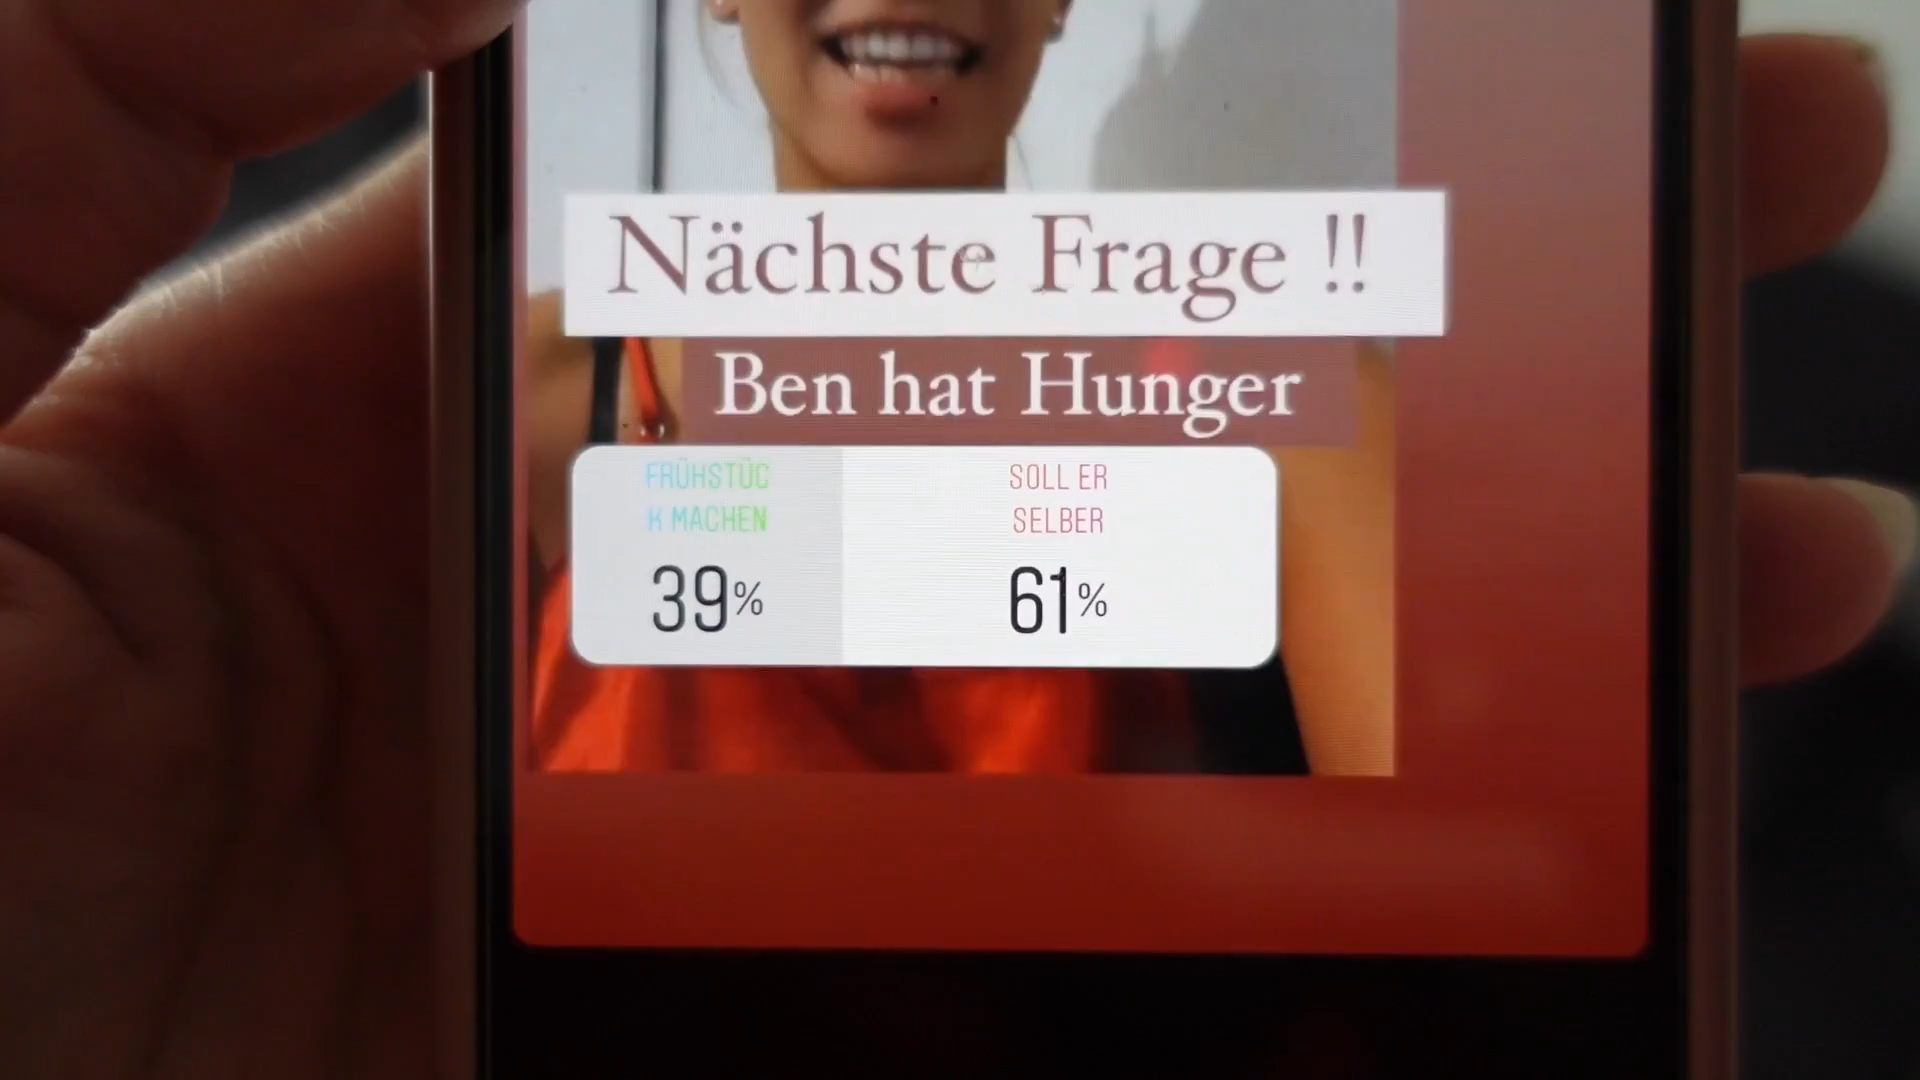 Nächste Frage !!
Ben hat Hunger
FRÜHSTÜC
K MACHEN
39%
SOLL ER
SELBER
61%